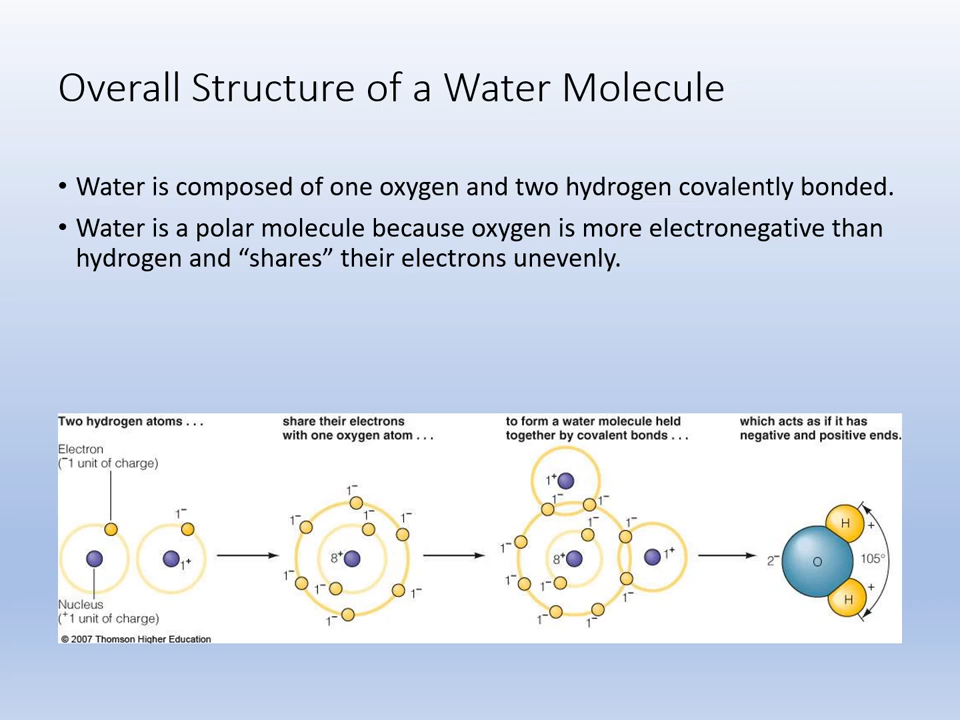 Overall Structure of a Water Molecule
• Water is composed of one oxygen and two hydrogen covalently bonded.
• Water is a polar molecule because oxygen is more electronegative than
hydrogen and “shares” their electrons unevenly.
Two hydrogen atoms . . .
Electron
(⁻1 unit of charge)
1⁻
1⁺
Nucleus
(⁺1 unit of charge)
© 2007 Thomson Higher Education
share their electrons
with one oxygen atom . . .
1⁻
1⁻
1⁻
1⁻
8⁺
1⁻
1⁻
1⁻
1⁻
to form a water molecule held
together by covalent bonds . . .
1⁺
1⁻
1⁻
1⁻
1⁻
1⁻
8⁺
1⁺
1⁻
1⁻
1⁻
1⁻
1⁻
which acts as if it has
negative and positive ends.
H
+
2⁻
O
105°
+
H